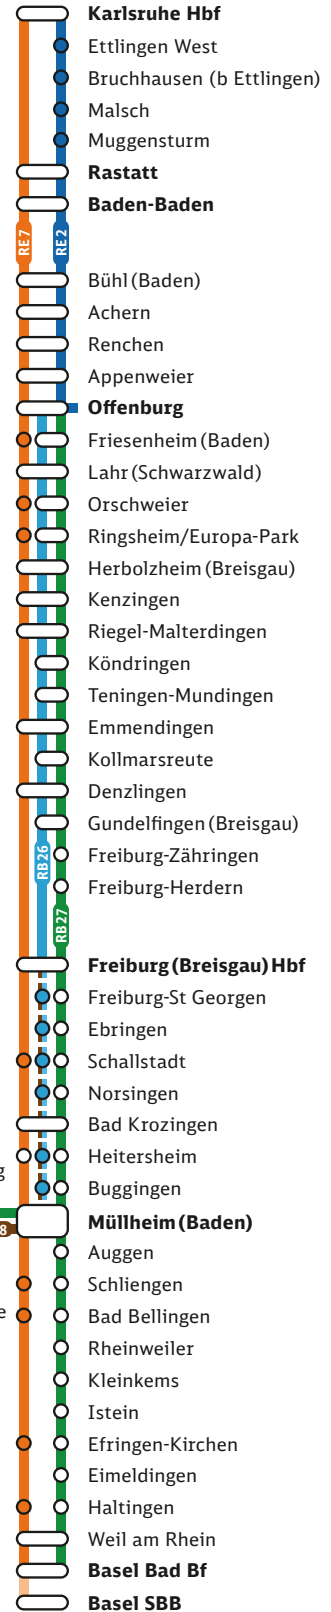 Karlsruhe Hbf
Ettlingen West
Bruchhausen (b Ettlingen)
Malsch
Muggensturm
Rastatt
Baden-Baden
RE 7
RE 2
Bühl (Baden)
Achern
Renchen
Appenweier
Offenburg
Friesenheim (Baden)
Lahr (Schwarzwald)
Orschweier
Ringsheim/Europa-Park
Herbolzheim (Breisgau)
Kenzingen
Riegel-Malterdingen
Köndringen
Teningen-Mundingen
Emmendingen
Kollmarsreute
Denzlingen
Gundelfingen (Breisgau)
RB 26
Freiburg-Zähringen
Freiburg-Herdern
RB 27
Freiburg (Breisgau) Hbf
Freiburg-St Georgen
Ebringen
Schallstadt
Norsingen
Bad Krozingen
Heitersheim
g
Buggingen
Müllheim (Baden)
8
Auggen
Schliengen
e
Bad Bellingen
Rheinweiler
Kleinkems
Istein
Efringen-Kirchen
Eimeldingen
Haltingen
Weil am Rhein
Basel Bad Bf
Basel SBB